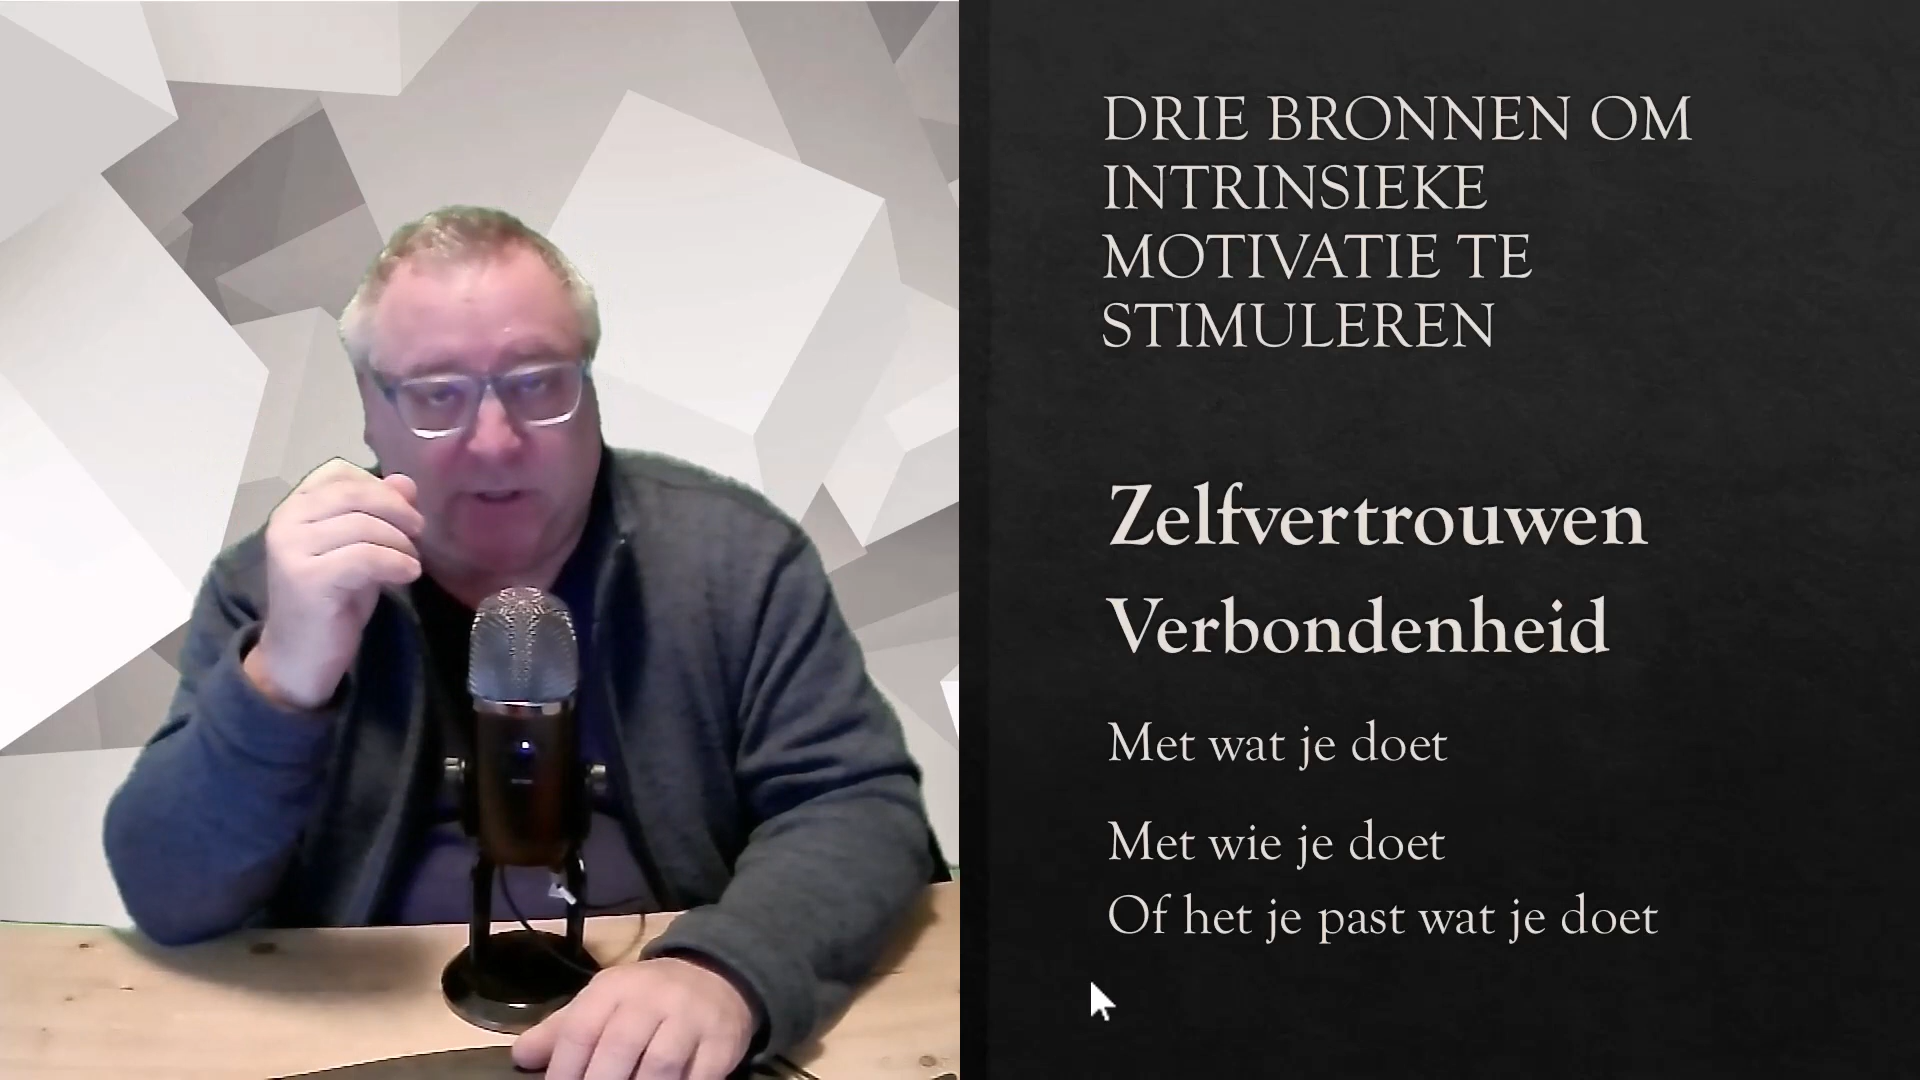 DRIE BRONNEN OM
INTRINSIEKE
MOTIVATIE TE
STIMULEREN
Zelfvertrouwen
Verbondenheid
Met wat je doet
Met wie je doet
Of het je past wat je doet